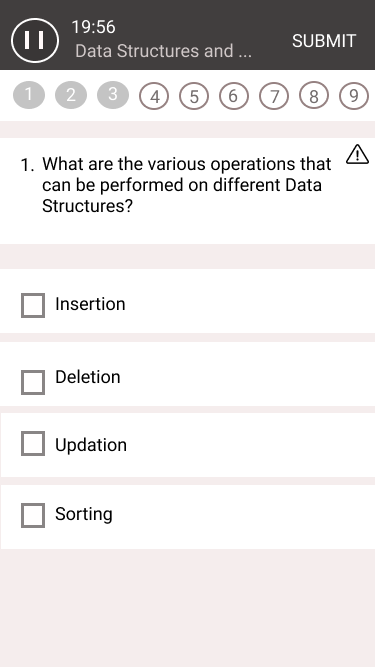 19:56
Data Structures and ...
SUBMIT
1 2 3 4 5 6 7 8 9
1. What are the various operations that
can be performed on different Data
Structures?
Insertion
Deletion
Updation
Sorting